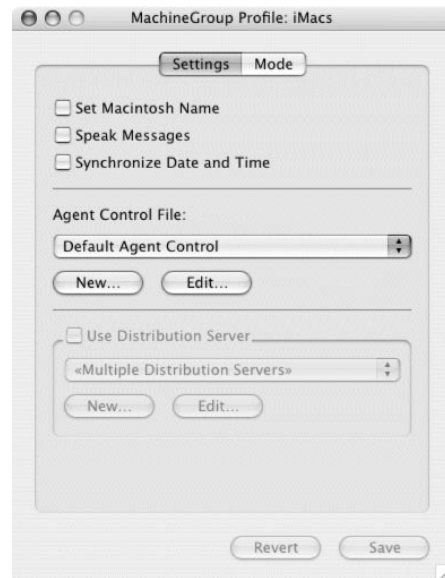 MachineGroup Profile: iMacs
Settings Mode
Set Macintosh Name
Speak Messages
Synchronize Date and Time
Agent Control File:
Default Agent Control
New... Edit...
Use Distribution Server
«Multiple Distribution Servers»
New... Edit...
Revert Save